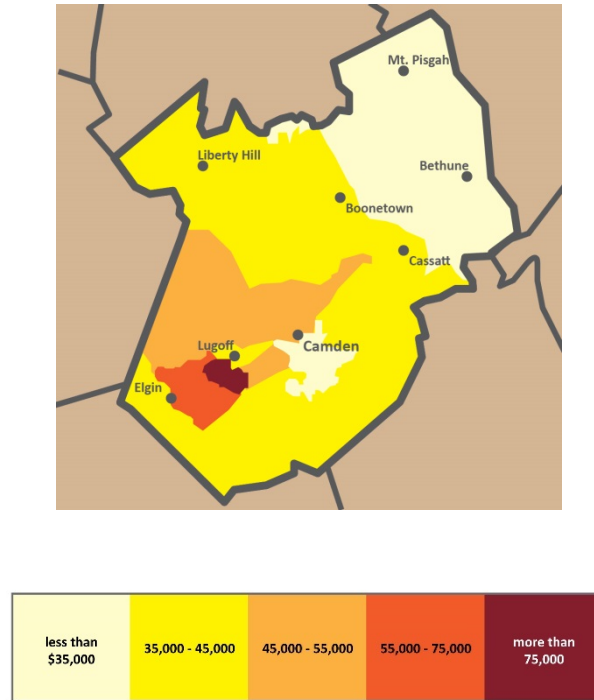 Mt. Pisgah
Liberty Hill
Bethune
Boonetown
Cassatt
Lugoff
Camden
Elgin
less than
$35,000
35,000 - 45,000
45,000 - 55,000
55,000 - 75,000
more than
75,000